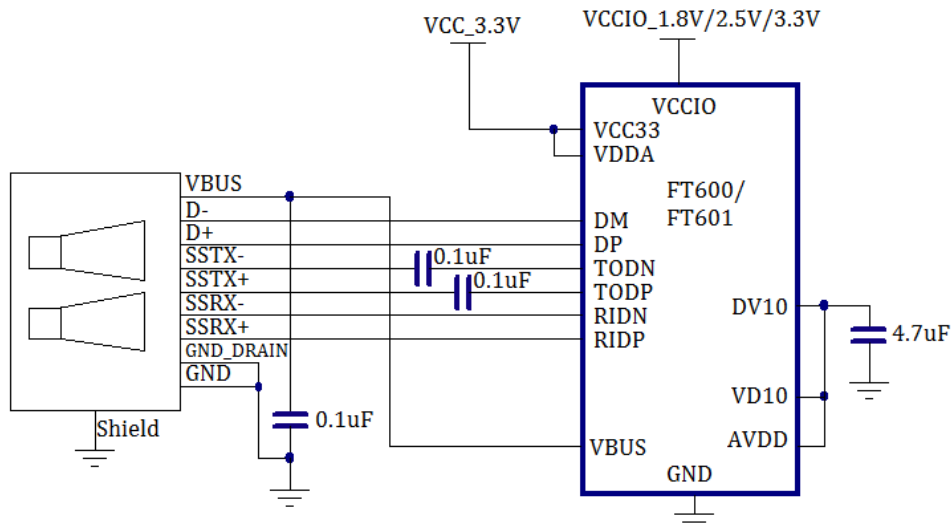 VCC_3.3V
VCCIO_1.8V/2.5V/3.3V
VCCIO
VCC33
VDDA
FT600/
FT601
VBUS
D-
D+
SSTX-
SSTX+
SSRX-
SSRX+
GND_DRAIN
GND
Shield
0.1uF
0.1uF
0.1uF
DM
DP
TODN
TODP
RIDN
RIDP
VBUS
GND
DV10
VD10
AVDD
4.7uF